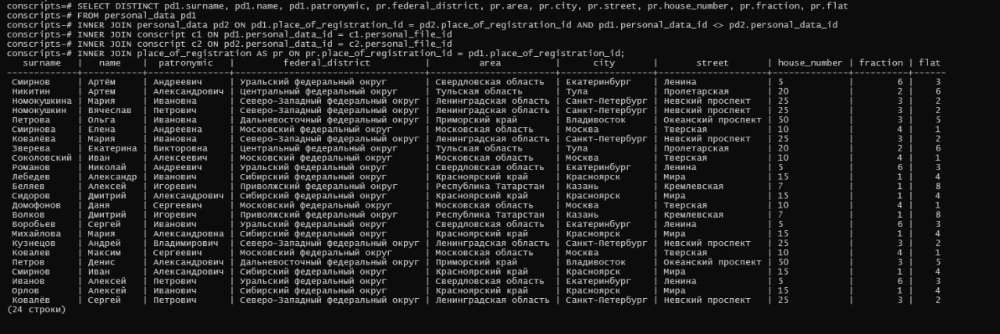 conscripts=# SELECT DISTINCT pd1.surname, pd1.name, pd1.patronymic, pr.federal_district, pr.area, pr.city, pr.street, pr.house_number, pr.fraction, pr.flat
conscripts-# FROM personal_data pd1
conscripts-# INNER JOIN personal_data pd2 ON pd1.place_of_registration_id = pd2.place_of_registration_id AND pd1.personal_data_id <> pd2.personal_data_id
conscripts-# INNER JOIN conscript c1 ON pd1.personal_data_id = c1.personal_file_id
conscripts-# INNER JOIN conscript c2 ON pd2.personal_data_id = c2.personal_file_id
conscripts-# INNER JOIN place_of_registration AS pr ON pr.place_of_registration_id = pd1.place_of_registration_id;
surname | name | patronymic | federal_district | area | city | street | house_number | fraction | flat
Смирнов | Артём | Андреевич | Уральский федеральный округ | Свердловская область | Екатеринбург | Ленина | 5 | 6 | 3
Никитин | Артем | Александрович | Центральный федеральный округ | Тульская область | Тула | Пролетарская | 20 | 2 | 6
Номокушкина | Мария | Ивановна | Северо-Западный федеральный округ | Ленинградская область | Санкт-Петербург | Невский проспект | 25 | 3 | 2
Номокушкин | Вячеслав | Петрович | Северо-Западный федеральный округ | Ленинградская область | Санкт-Петербург | Невский проспект | 25 | 3 | 2
Петрова | Ольга | Ивановна | Дальневосточный федеральный округ | Приморский край | Владивосток | Океанский проспект | 50 | 3 | 5
Смирнова | Елена | Андреевна | Московский федеральный округ | Московская область | Москва | Тверская | 10 | 4 | 1
Ковалёва | Мария | Ивановна | Северо-Западный федеральный округ | Ленинградская область | Санкт-Петербург | Невский проспект | 25 | 3 | 2
Зверева | Екатерина | Викторовна | Центральный федеральный округ | Тульская область | Тула | Пролетарская | 20 | 2 | 6
Соколовский | Иван | Алексеевич | Московский федеральный округ | Московская область | Москва | Тверская | 10 | 4 | 1
Романов | Николай | Андреевич | Уральский федеральный округ | Свердловская область | Екатеринбург | Ленина | 5 | 6 | 3
Лебедев | Александр | Иванович | Сибирский федеральный округ | Красноярский край | Красноярск | Мира | 15 | 1 | 4
Беляев | Алексей | Игоревич | Приволжский федеральный округ | Республика Татарстан | Казань | Кремлевская | 7 | 1 | 8
Сидоров | Дмитрий | Александрович | Сибирский федеральный округ | Красноярский край | Красноярск | Мира | 15 | 1 | 4
Домофонов | Даня | Сергеевич | Московский федеральный округ | Московская область | Москва | Тверская | 10 | 4 | 1
Волков | Дмитрий | Игоревич | Приволжский федеральный округ | Республика Татарстан | Казань | Кремлевская | 7 | 1 | 8
Воробьев | Сергей | Иванович | Уральский федеральный округ | Свердловская область | Екатеринбург | Ленина | 5 | 6 | 3
Михайлова | Мария | Александровна | Сибирский федеральный округ | Красноярский край | Красноярск | Мира | 15 | 1 | 4
Кузнецов | Андрей | Владимирович | Северо-Западный федеральный округ | Ленинградская область | Санкт-Петербург | Невский проспект | 25 | 3 | 2
Ковалев | Максим | Сергеевич | Московский федеральный округ | Московская область | Москва | Тверская | 10 | 4 | 1
Петров | Денис | Александрович | Дальневосточный федеральный округ | Приморский край | Владивосток | Океанский проспект | 50 | 3 | 5
Смирнов | Иван | Александрович | Сибирский федеральный округ | Красноярский край | Красноярск | Мира | 15 | 1 | 4
Иванов | Алексей | Петрович | Уральский федеральный округ | Свердловская область | Екатеринбург | Ленина | 5 | 6 | 3
Орлов | Алексей | Иванович | Сибирский федеральный округ | Красноярский край | Красноярск | Мира | 15 | 1 | 4
Ковалёв | Сергей | Петрович | Северо-Западный федеральный округ | Ленинградская область | Санкт-Петербург | Невский проспект | 25 | 3 | 2
(24 строки)